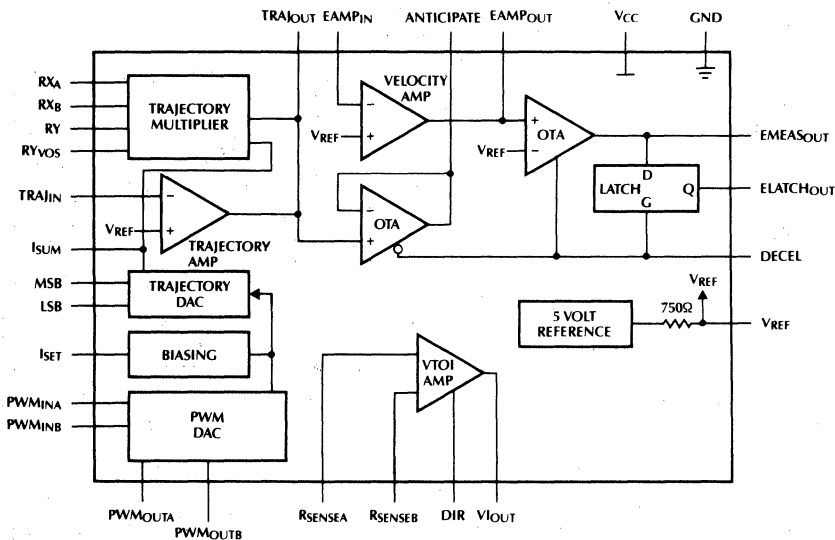 TRAJOUT EAMPIN ANTICIPATE EAMPOUT VCC GND
RXA
RXB
RY
RYVOS
TRAJECTORY
MULTIPLIER
VELOCITY
AMP
−
+
VREF
+
−
OTA
VREF
EMEASOUT
D
LATCH Q
G
ELATCHOUT
TRAJIN
−
+
VREF
TRAJECTORY
AMP
−
+
OTA
DECEL
ISUM
MSB
LSB
TRAJECTORY
DAC
VREF
750Ω
5 VOLT
REFERENCE
VREF
ISET
BIASING
VTOI
AMP
PWMINA
PWMINB
PWM
DAC
PWMOUTA
PWMOUTB
RSENSEA RSENSEB DIR VIOUT